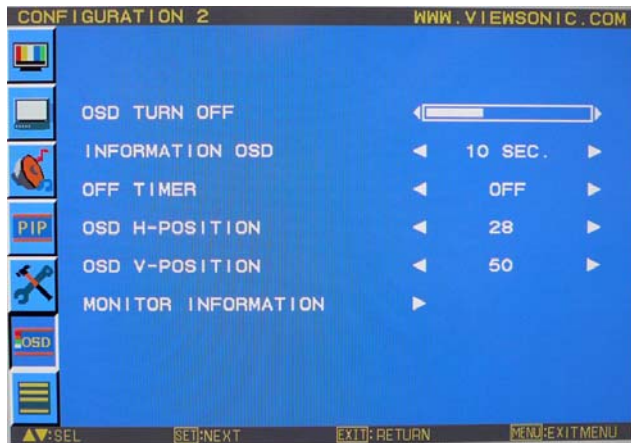 CONFIGURATION 2 WWW.VIEWSONIC.COM
OSD TURN OFF
INFORMATION OSD ◀ 10 SEC. ▶
OFF TIMER ◀ OFF ▶
PIP OSD H-POSITION ◀ 28 ▶
OSD V-POSITION ◀ 50 ▶
MONITOR INFORMATION ▶
OSD
▲▼:SEL SET:NEXT EXIT:RETURN MENU:EXITMENU